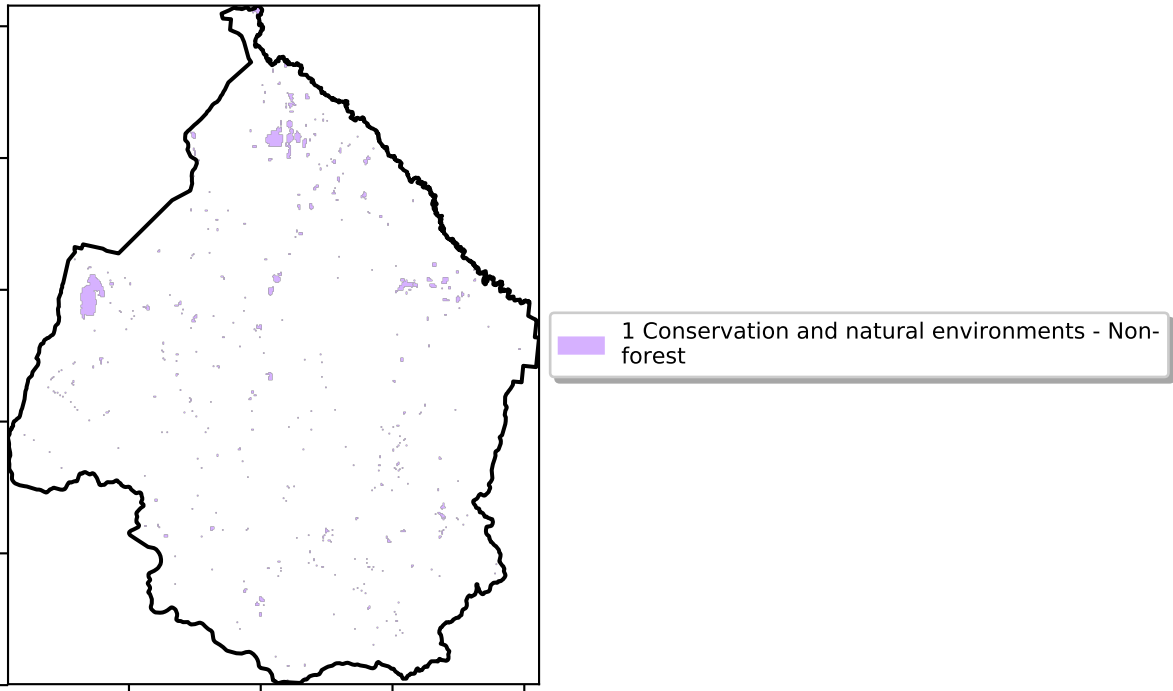 1 Conservation and natural environments - Non-
forest